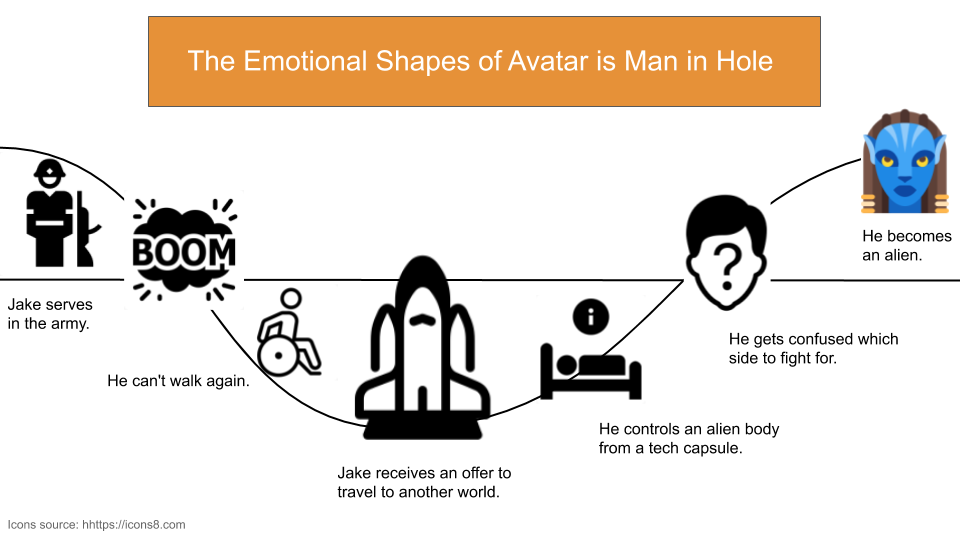 The Emotional Shapes of Avatar is Man in Hole
BOOM
Jake serves
in the army.
He can't walk again.
Jake receives an offer to
travel to another world.
i
He controls an alien body
from a tech capsule.
?
He gets confused which
side to fight for.
He becomes
an alien.
Icons source: hhttps://icons8.com